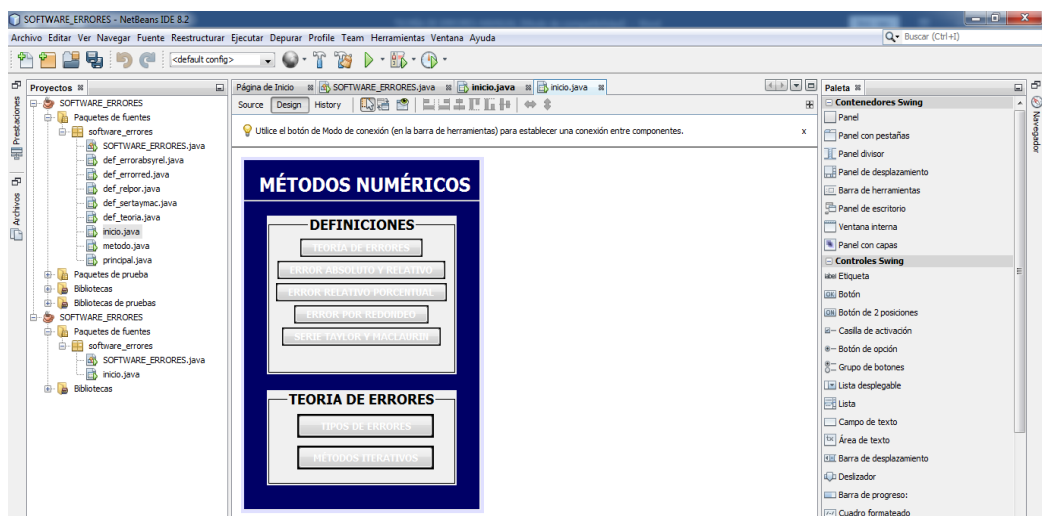 SOFTWARE_ERRORES - NetBeans IDE 8.2
Archivo Editar Ver Navegar Fuente Reestructurar Ejecutar Depurar Profile Team Herramientas Ventana Ayuda
Buscar (Ctrl+I)
<default config>
Proyectos
SOFTWARE_ERRORES
Paquetes de fuentes
software_errores
SOFTWARE_ERRORES.java
def_errorabsyrel.java
def_errorred.java
def_relpor.java
def_sertaymac.java
def_teoria.java
inicio.java
metodo.java
principal.java
Paquetes de prueba
Bibliotecas
Bibliotecas de pruebas
SOFTWARE_ERRORES
Paquetes de fuentes
software_errores
SOFTWARE_ERRORES.java
inicio.java
Bibliotecas
Prestaciones
Archivos
Página de Inicio SOFTWARE_ERRORES.java inicio.java inicio.java
Source Design History
Utilice el botón de Modo de conexión (en la barra de herramientas) para establecer una conexión entre componentes. x
MÉTODOS NUMÉRICOS
DEFINICIONES
TEORÍA DE ERRORES
ERROR ABSOLUTO Y RELATIVO
ERROR RELATIVO PORCENTUAL
ERROR POR REDONDEO
SERIE TAYLOR Y MACLAURIN
TEORIA DE ERRORES
TIPOS DE ERRORES
MÉTODOS ITERATIVOS
Paleta
Contenedores Swing
Panel
Panel con pestañas
Panel divisor
Panel de desplazamiento
Barra de herramientas
Panel de escritorio
Ventana interna
Panel con capas
Controles Swing
label Etiqueta
OK Botón
ON Botón de 2 posiciones
Casilla de activación
Botón de opción
Grupo de botones
Lista desplegable
Lista
Campo de texto
Área de texto
Barra de desplazamiento
Deslizador
Barra de progreso:
Cuadro formateado
Navegador